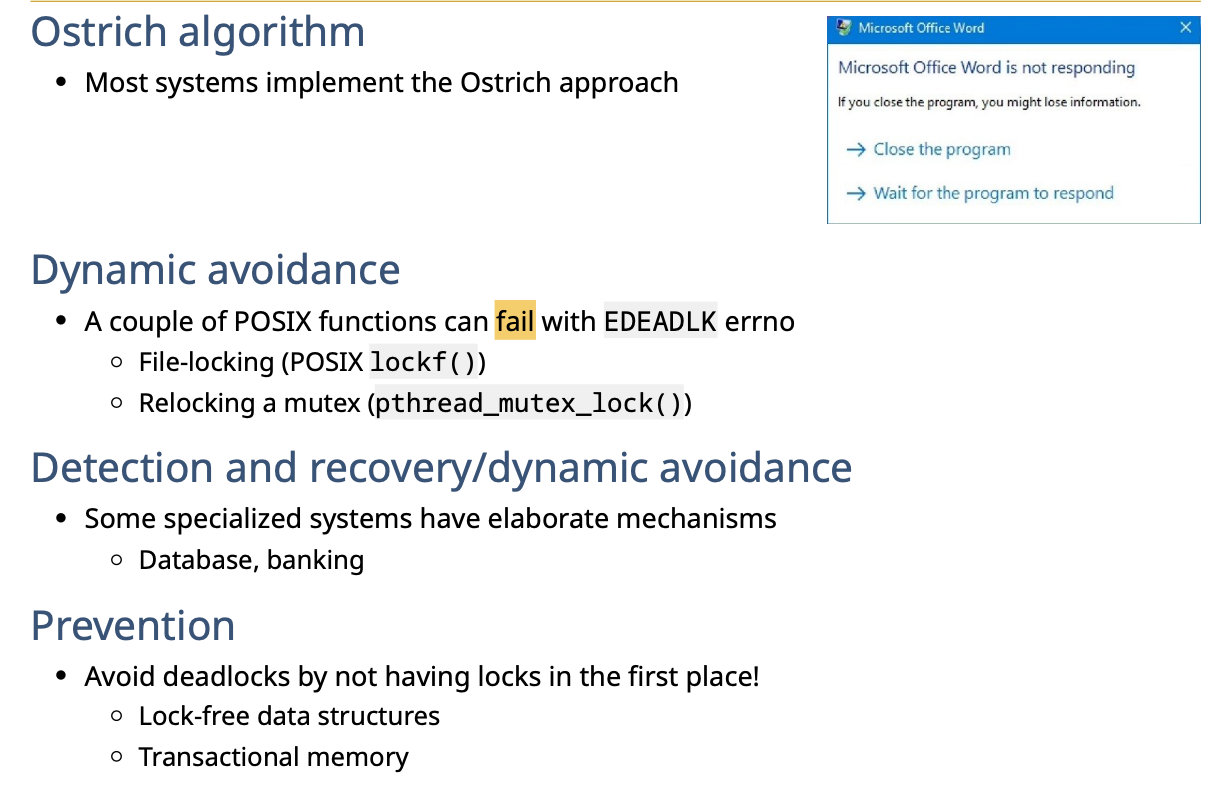 Ostrich algorithm
• Most systems implement the Ostrich approach
Microsoft Office Word
Microsoft Office Word is not responding
If you close the program, you might lose information.
→ Close the program
→ Wait for the program to respond
Dynamic avoidance
• A couple of POSIX functions can fail with EDEADLK errno
○ File-locking (POSIX lockf())
○ Relocking a mutex (pthread_mutex_lock())
Detection and recovery/dynamic avoidance
• Some specialized systems have elaborate mechanisms
○ Database, banking
Prevention
• Avoid deadlocks by not having locks in the first place!
○ Lock-free data structures
○ Transactional memory